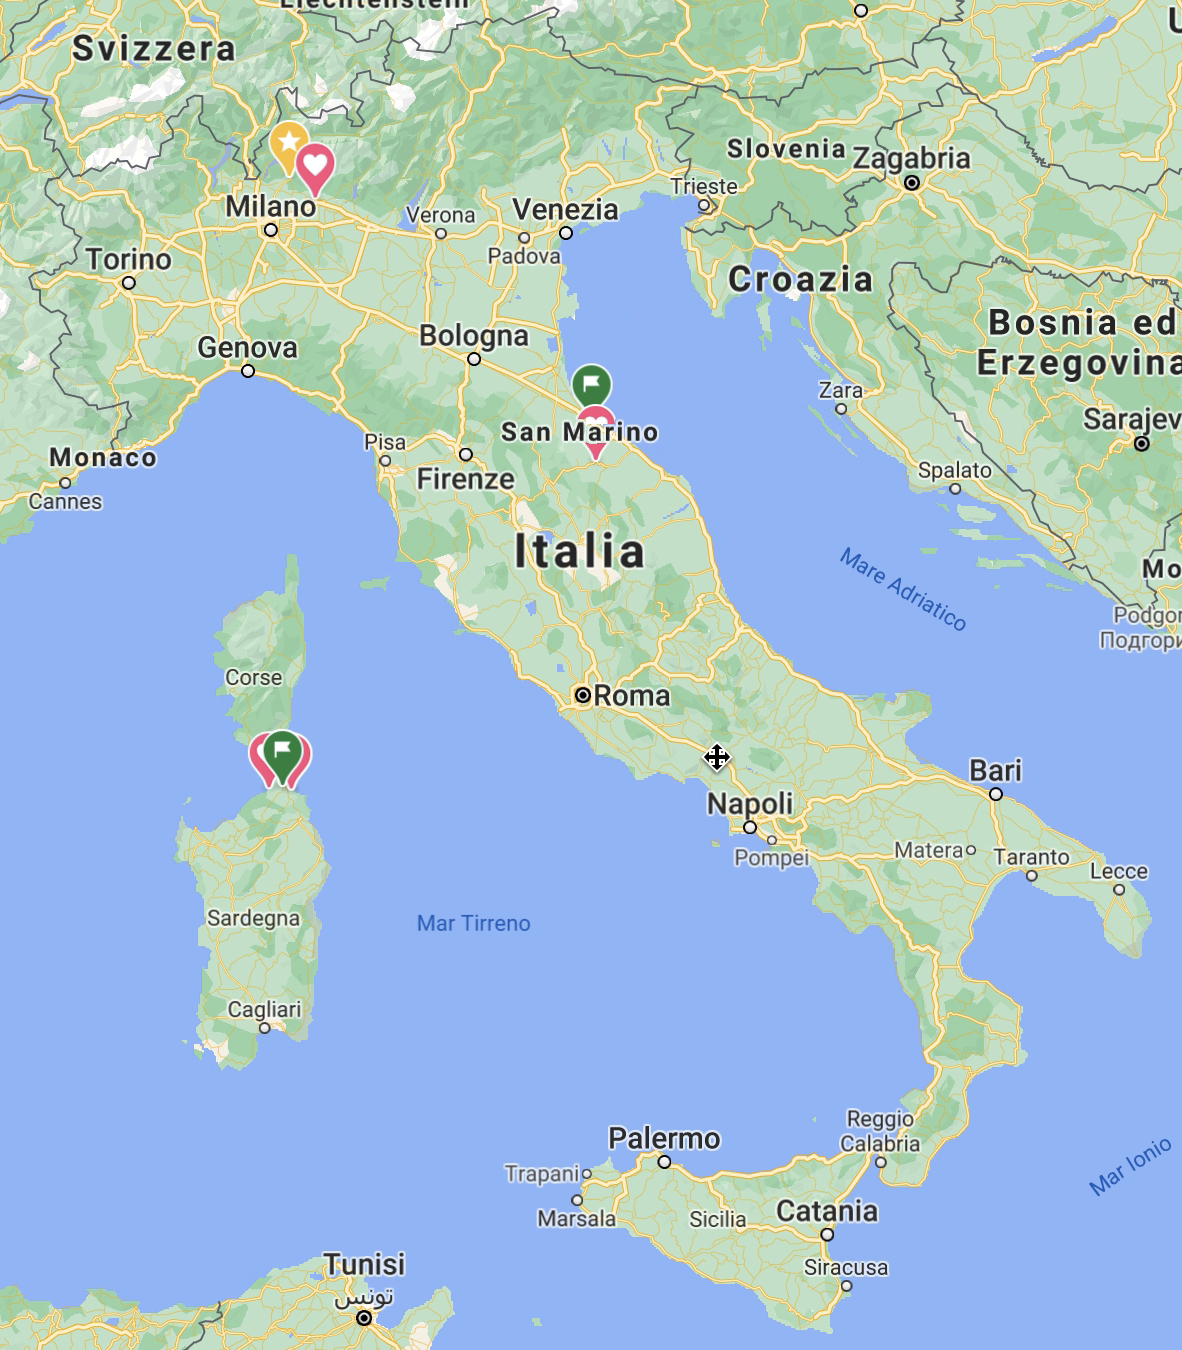 Liechtenstein
Svizzera
Slovenia
Zagabria
Trieste
Milano
Verona
Venezia
Padova
Torino
Croazia
Bosnia ed
Erzegovina
Bologna
Genova
Zara
Sarajev
San Marino
Pisa
Monaco
Firenze
Spalato
Cannes
Italia
Mare Adriatico
Mo
Podgor
Подгори
Corse
Roma
Bari
Napoli
Pompei
Matera
Taranto
Lecce
Sardegna
Mar Tirreno
Cagliari
Reggio
Calabria
Palermo
Mar Ionio
Trapani
Marsala
Sicilia
Catania
Tunisi
تونس
Siracusa